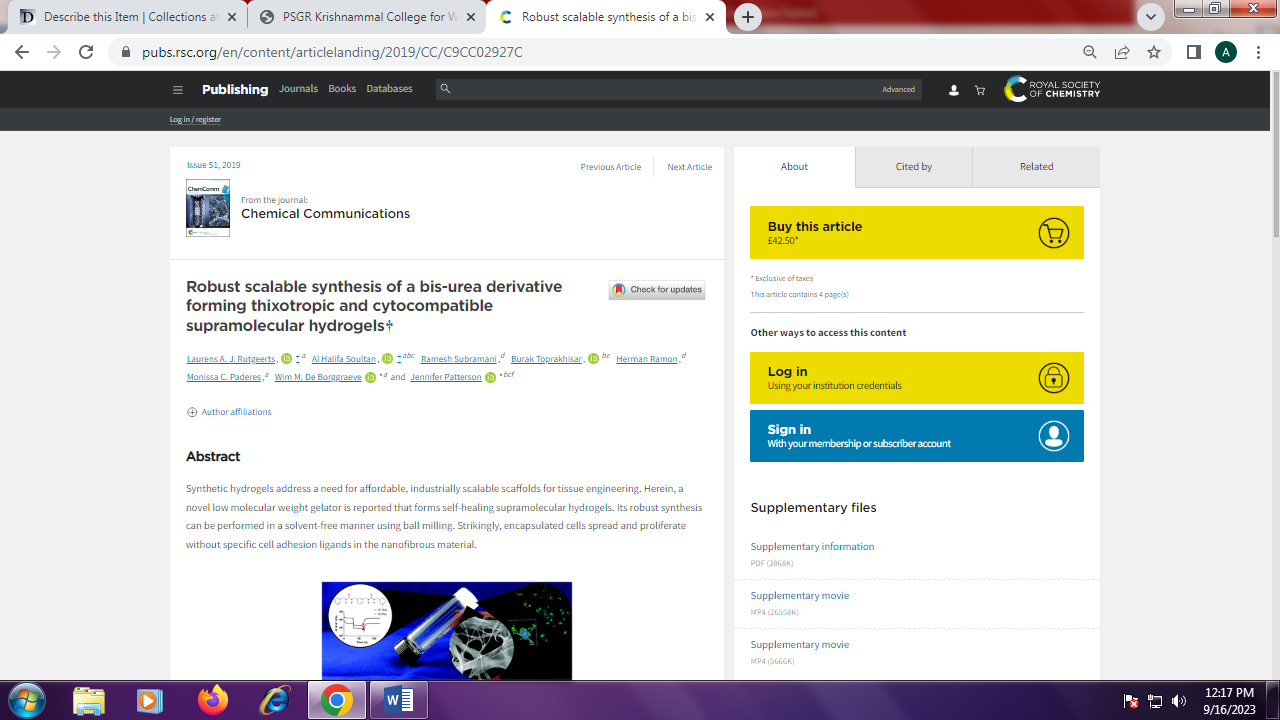 Describe this Item | Collections at
PSGR Krishnammal College for W
Robust scalable synthesis of a bis
pubs.rsc.org/en/content/articlelanding/2019/CC/C9CC02927C
A
Publishing Journals Books Databases
Advanced
ROYAL SOCIETY
OF CHEMISTRY
Log in / register
Issue 51, 2019
Previous Article
Next Article
ChemComm
From the journal:
Chemical Communications
Robust scalable synthesis of a bis-urea derivative
forming thixotropic and cytocompatible
supramolecular hydrogels†
Check for updates
Laurens A. J. Rutgeerts, iD ‡ a Al Halifa Soultan, iD ‡ abc Ramesh Subramani, d Burak Toprakhisar, iD be Herman Ramon, d
Monissa C. Paderes, a Wim M. De Borggraeve iD *a and Jennifer Patterson iD *bcf
Author affiliations
Abstract
Synthetic hydrogels address a need for affordable, industrially scalable scaffolds for tissue engineering. Herein, a
novel low molecular weight gelator is reported that forms self-healing supramolecular hydrogels. Its robust synthesis
can be performed in a solvent-free manner using ball milling. Strikingly, encapsulated cells spread and proliferate
without specific cell adhesion ligands in the nanofibrous material.
About
Cited by
Related
Buy this article
£42.50*
* Exclusive of taxes
This article contains 4 page(s)
Other ways to access this content
Log in
Using your institution credentials
Sign in
With your membership or subscriber account
Supplementary files
Supplementary information
PDF (3868K)
Supplementary movie
MP4 (26558K)
Supplementary movie
MP4 (5666K)
12:17 PM
9/16/2023